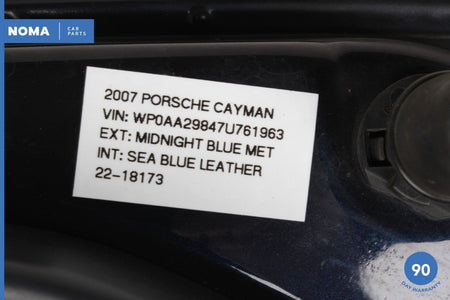 NOMA CAR PARTS
2007 PORSCHE CAYMAN
VIN: WP0AA29847U761963
EXT: MIDNIGHT BLUE MET
INT: SEA BLUE LEATHER
22-18173
90
DAY WARRANTY